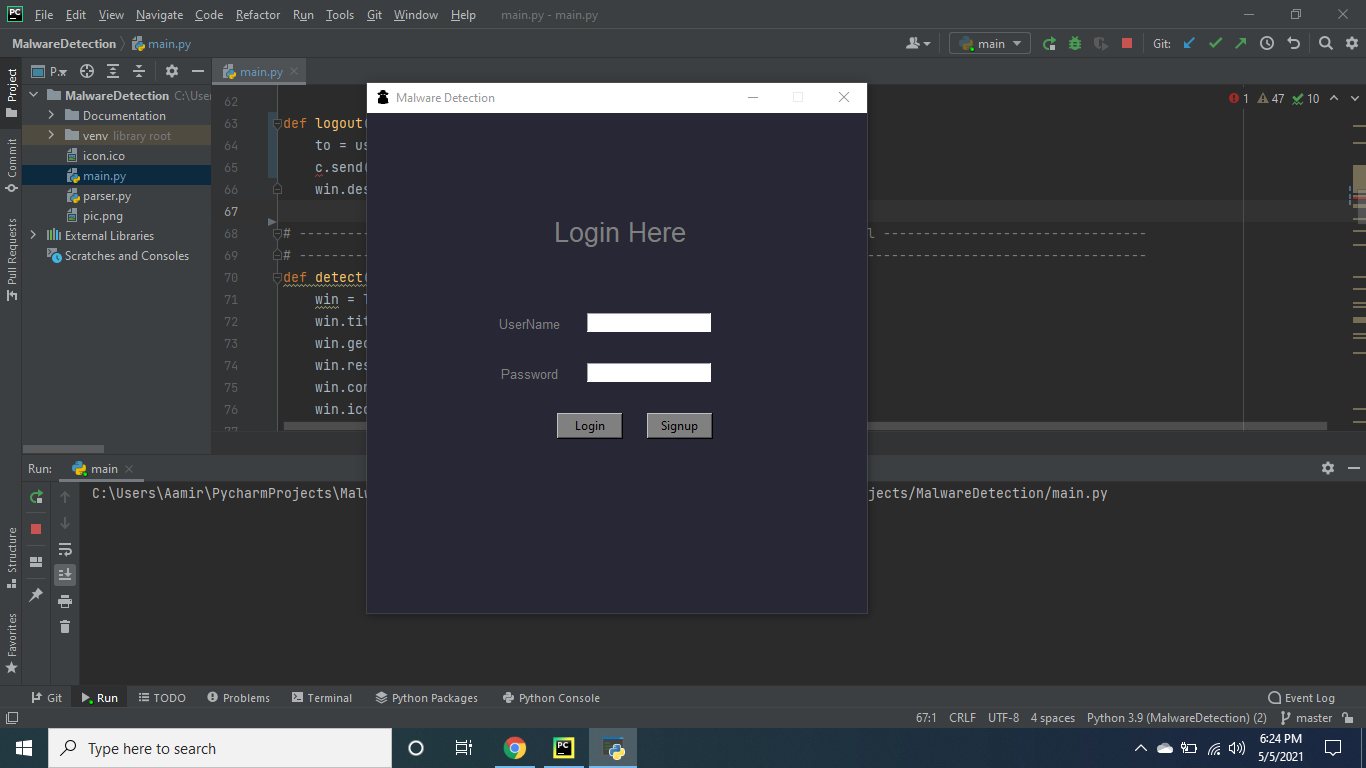 PC File Edit View Navigate Code Refactor Run Tools Git Window Help main.py - main.py
MalwareDetection main.py main Git:
Project
P..
main.py
1 47 10
MalwareDetection C:\User
Documentation
venv library root
icon.ico
main.py
parser.py
pic.png
External Libraries
Scratches and Consoles
Commit
Pull Requests
62
63 def logout(
64 to = us
65 c.send(
66 win.des
67
68 # ---------- l ---------------------------------
69 # ---------- ----------------------------------
70 def detect(
71 win = T
72 win.tit
73 win.geo
74 win.res
75 win.con
76 win.ico
77
Malware Detection
Login Here
UserName
Password
Login Signup
Run: main
C:\Users\Aamir\PycharmProjects\Malw jects/MalwareDetection/main.py
Structure
Favorites
Git Run TODO Problems Terminal Python Packages Python Console Event Log
67:1 CRLF UTF-8 4 spaces Python 3.9 (MalwareDetection) (2) master
Type here to search
PC
6:24 PM
5/5/2021